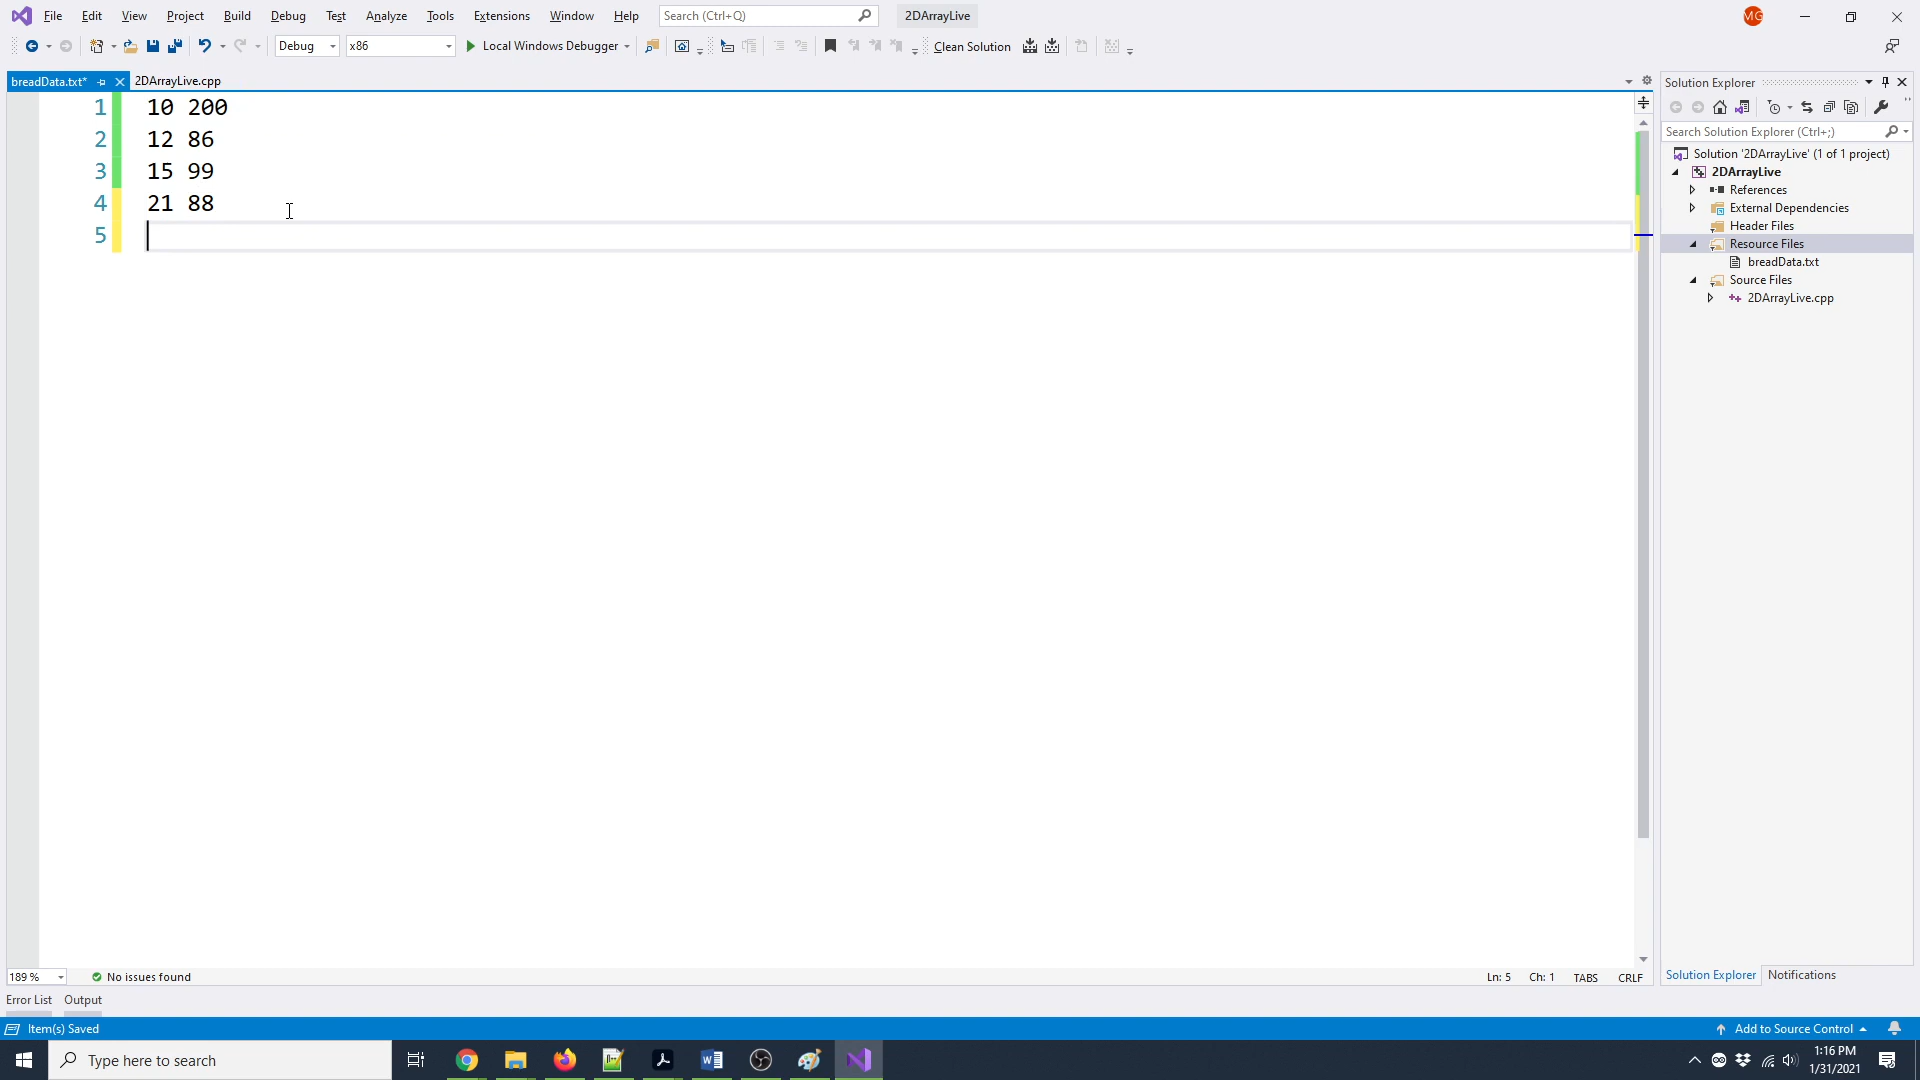 File Edit View Project Build Debug Test Analyze Tools Extensions Window Help Search (Ctrl+Q) 2DArrayLive MG
Debug x86 Local Windows Debugger Clean Solution
breadData.txt* 2DArrayLive.cpp
1 10 200
2 12 86
3 15 99
4 21 88
5
Solution Explorer
Search Solution Explorer (Ctrl+;)
Solution '2DArrayLive' (1 of 1 project)
2DArrayLive
References
External Dependencies
Header Files
Resource Files
breadData.txt
Source Files
2DArrayLive.cpp
189 % No issues found Ln: 5 Ch: 1 TABS CRLF
Solution Explorer Notifications
Error List Output
Item(s) Saved Add to Source Control
Type here to search
1:16 PM
1/31/2021